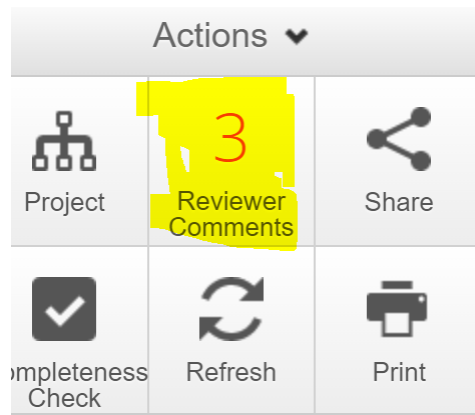 Actions
3
Project
Reviewer
Comments
Share
ompleteness
Check
Refresh
Print